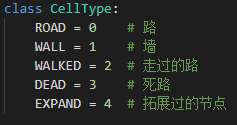 class CellType:
ROAD = 0 # 路
WALL = 1 # 墙
WALKED = 2 # 走过的路
DEAD = 3 # 死路
EXPAND = 4 # 拓展过的节点